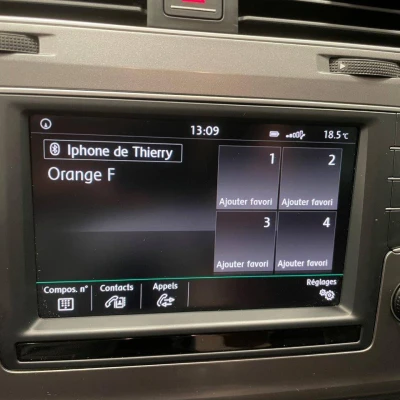 13:09
18.5 °C
Iphone de Thierry
Orange F
1
2
Ajouter favori
Ajouter favori
3
4
Ajouter favori
Ajouter favori
Compos. n°
Contacts
Appels
Réglages